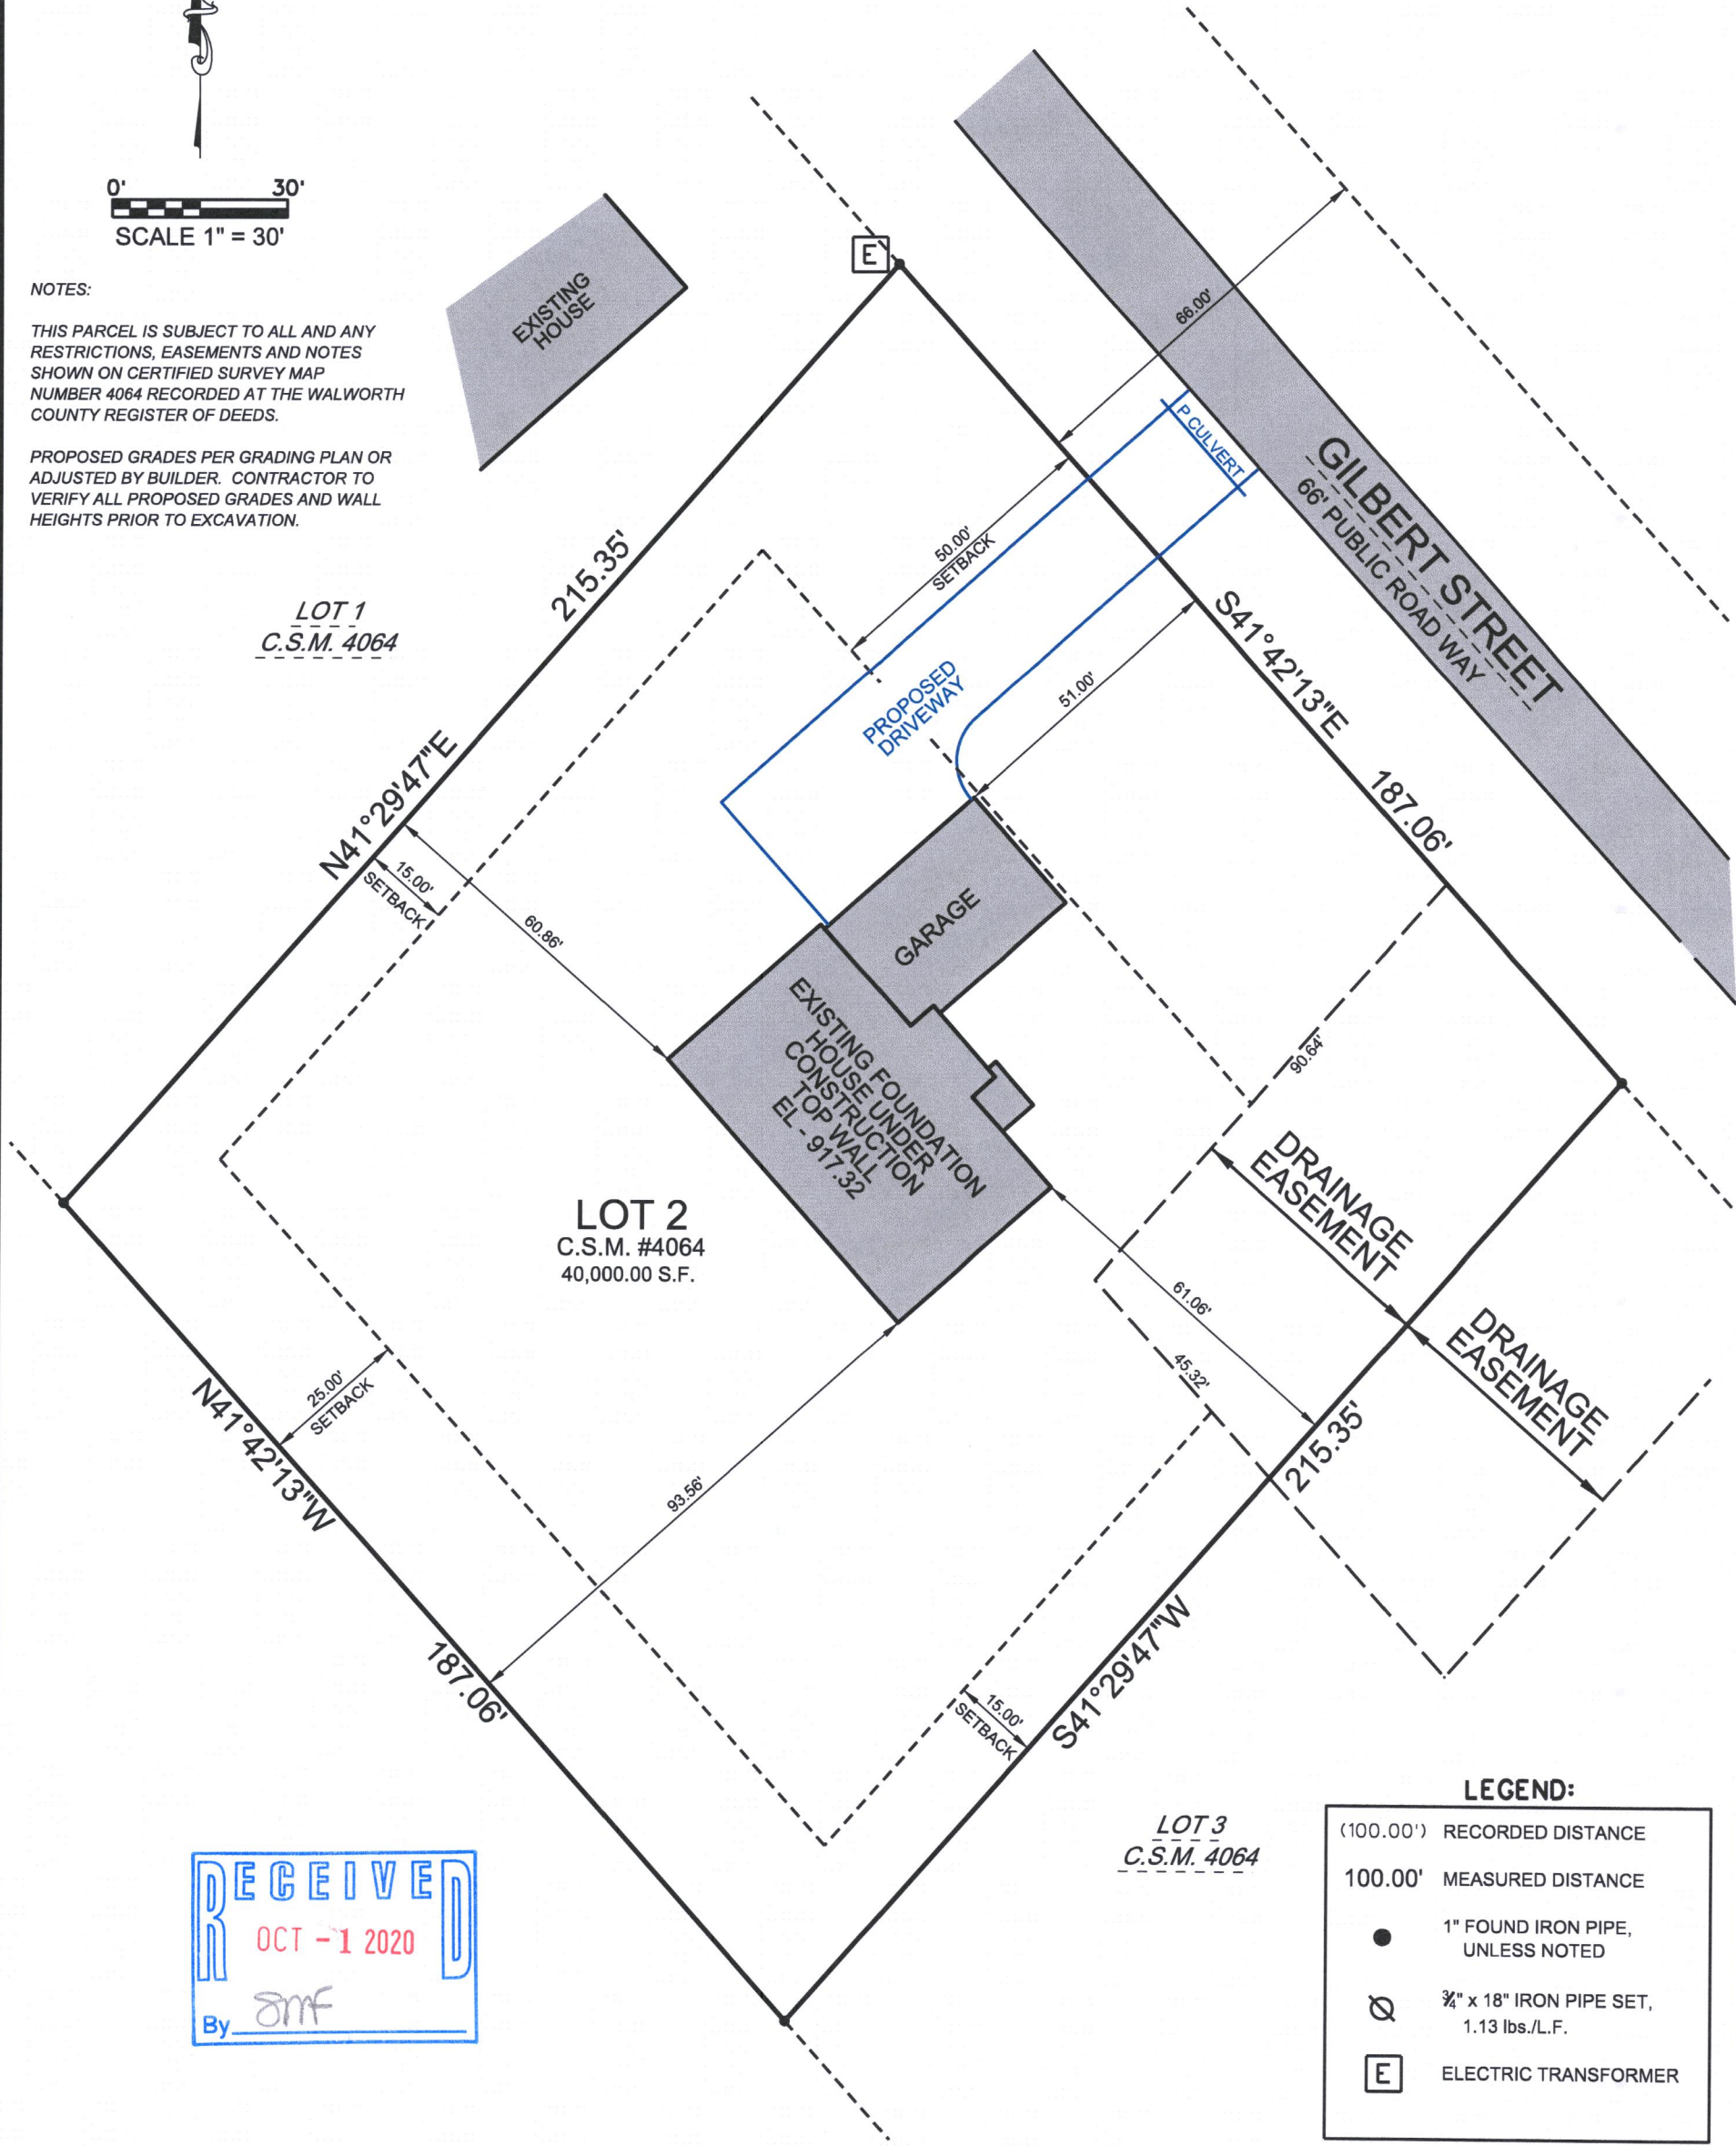 0' 30'
SCALE 1" = 30'
NOTES:
THIS PARCEL IS SUBJECT TO ALL AND ANY
RESTRICTIONS, EASEMENTS AND NOTES
SHOWN ON CERTIFIED SURVEY MAP
NUMBER 4064 RECORDED AT THE WALWORTH
COUNTY REGISTER OF DEEDS.
PROPOSED GRADES PER GRADING PLAN OR
ADJUSTED BY BUILDER. CONTRACTOR TO
VERIFY ALL PROPOSED GRADES AND WALL
HEIGHTS PRIOR TO EXCAVATION.
EXISTING
HOUSE
E
66.00'
P CULVERT
GILBERT STREET
66' PUBLIC ROAD WAY
50.00'
SETBACK
215.35'
LOT 1
C.S.M. 4064
S41°42'13"E
187.06'
51.00'
PROPOSED
DRIVEWAY
N41°29'47"E
15.00'
SETBACK
60.86'
GARAGE
EXISTING FOUNDATION
HOUSE UNDER
CONSTRUCTION
TOP WALL
EL - 917.32
90.64'
DRAINAGE
EASEMENT
LOT 2
C.S.M. #4064
40,000.00 S.F.
61.06'
45.32'
DRAINAGE
EASEMENT
25.00'
SETBACK
N41°42'13"W
187.06'
93.56'
215.35'
S41°29'47"W
15.00'
SETBACK
LOT 3
C.S.M. 4064
LEGEND:
(100.00') RECORDED DISTANCE
100.00' MEASURED DISTANCE
1" FOUND IRON PIPE,
UNLESS NOTED
¾" x 18" IRON PIPE SET,
1.13 lbs./L.F.
E ELECTRIC TRANSFORMER
RECEIVED
OCT -1 2020
By smf